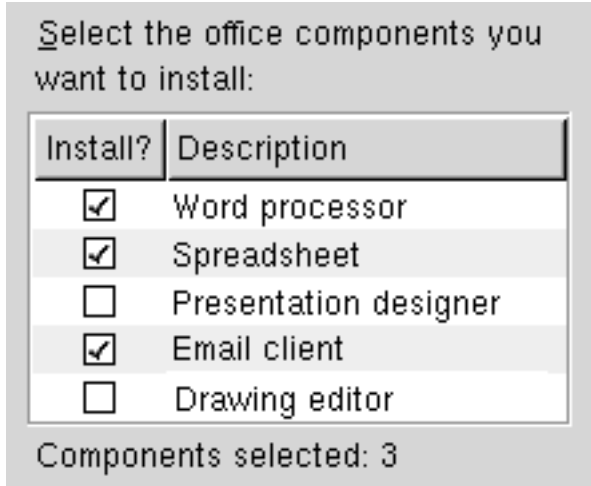 Select the office components you
want to install:
Install? Description
Word processor
Spreadsheet
Presentation designer
Email client
Drawing editor
Components selected: 3